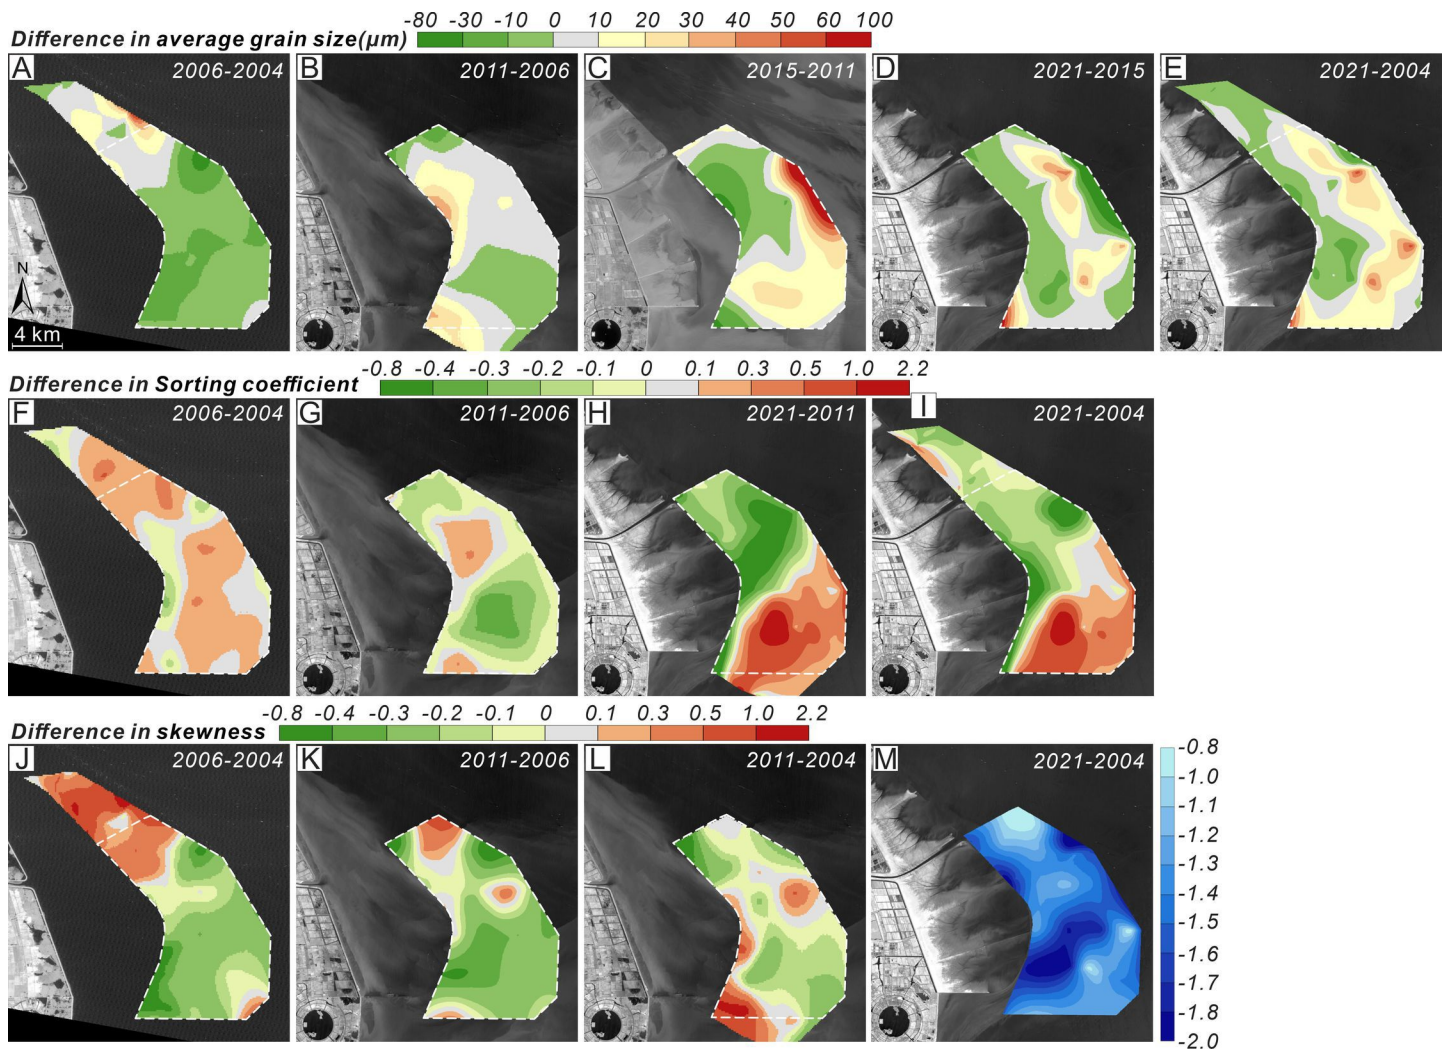 Difference in average grain size(μm) -80 -30 -10 0 10 20 30 40 50 60 100
A 2006-2004 B 2011-2006 C 2015-2011 D 2021-2015 E 2021-2004
N
4 km
Difference in Sorting coefficient -0.8 -0.4 -0.3 -0.2 -0.1 0 0.1 0.3 0.5 1.0 2.2
F 2006-2004 G 2011-2006 H 2021-2011 I 2021-2004
Difference in skewness -0.8 -0.4 -0.3 -0.2 -0.1 0 0.1 0.3 0.5 1.0 2.2
J 2006-2004 K 2011-2006 L 2011-2004 M 2021-2004
-0.8
-1.0
-1.1
-1.2
-1.3
-1.4
-1.5
-1.6
-1.7
-1.8
-2.0